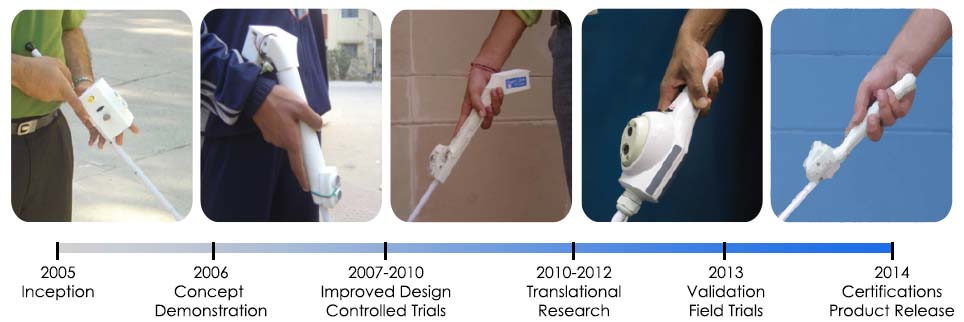 2005
Inception
2006
Concept
Demonstration
2007-2010
Improved Design
Controlled Trials
2010-2012
Translational
Research
2013
Validation
Field Trials
2014
Certifications
Product Release